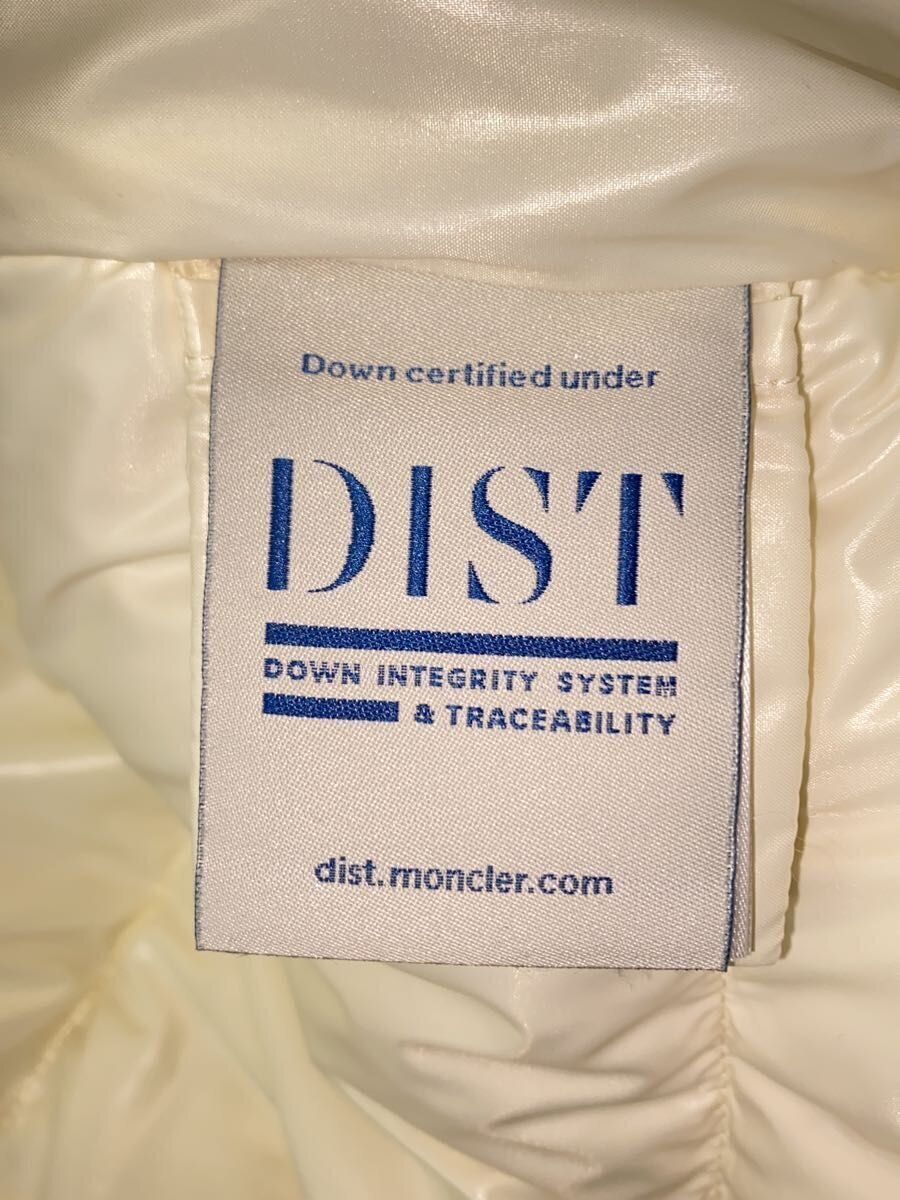 Down certified under
DIST
DOWN INTEGRITY SYSTEM
& TRACEABILITY
dist.moncler.com